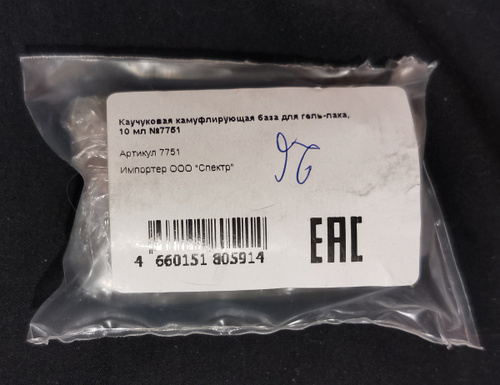 Каучуковая камуфлирующая база для гель-лака,
10 мл №7751
Артикул 7751
Импортер ООО "Спектр"
4 660151 805914
EAC